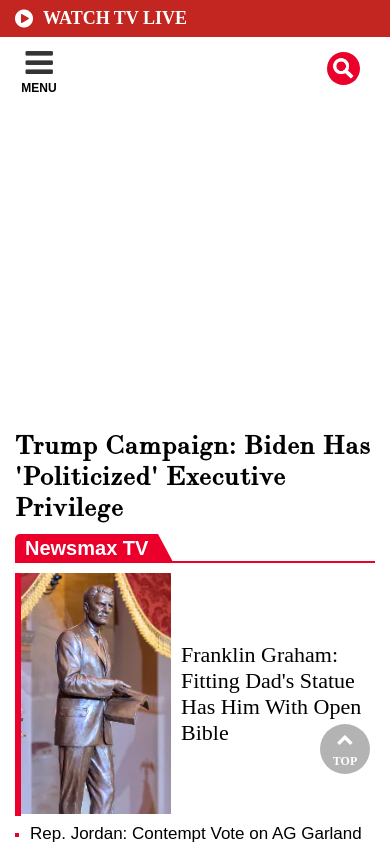 WATCH TV LIVE
MENU
Trump Campaign: Biden Has
'Politicized' Executive
Privilege
Newsmax TV
Franklin Graham:
Fitting Dad's Statue
Has Him With Open
Bible
TOP
Rep. Jordan: Contempt Vote on AG Garland